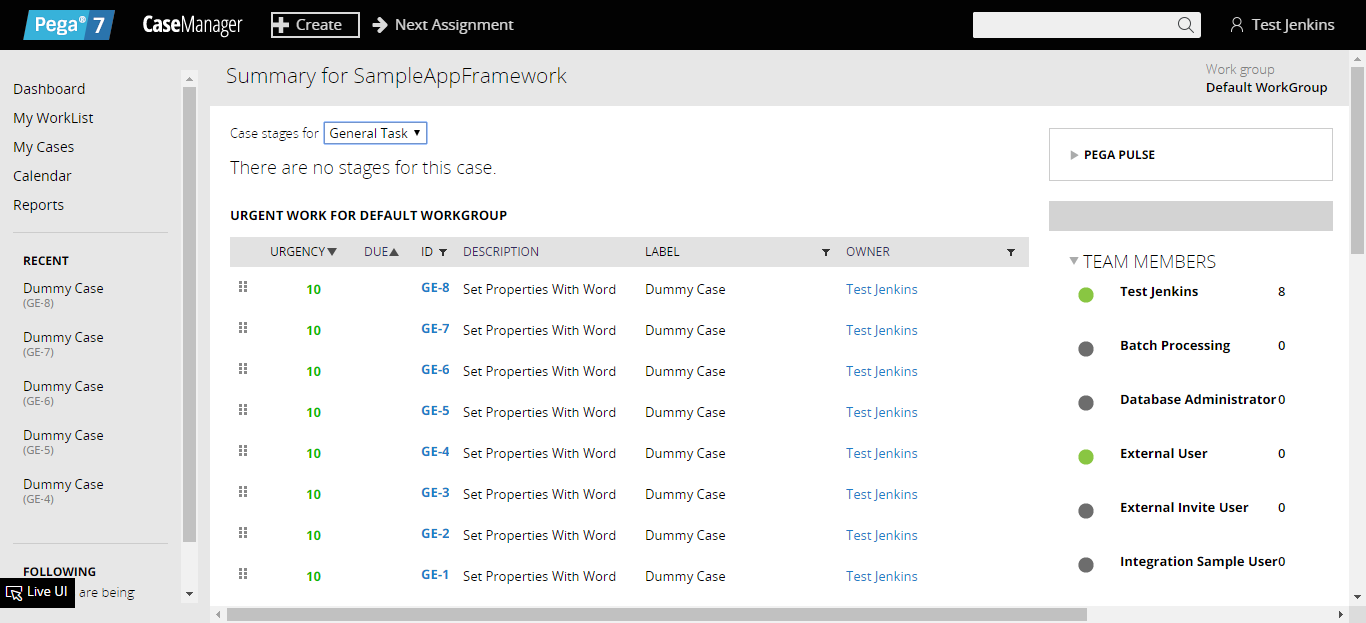 Pega® 7 CaseManager Create Next Assignment Test Jenkins
Dashboard
My WorkList
My Cases
Calendar
Reports
RECENT
Dummy Case
(GE-8)
Dummy Case
(GE-7)
Dummy Case
(GE-6)
Dummy Case
(GE-5)
Dummy Case
(GE-4)
FOLLOWING
Live UI are being
Summary for SampleAppFramework
Work group
Default WorkGroup
Case stages for General Task
There are no stages for this case.
URGENT WORK FOR DEFAULT WORKGROUP
URGENCY DUE ID DESCRIPTION LABEL OWNER
10 GE-8 Set Properties With Word Dummy Case Test Jenkins
10 GE-7 Set Properties With Word Dummy Case Test Jenkins
10 GE-6 Set Properties With Word Dummy Case Test Jenkins
10 GE-5 Set Properties With Word Dummy Case Test Jenkins
10 GE-4 Set Properties With Word Dummy Case Test Jenkins
10 GE-3 Set Properties With Word Dummy Case Test Jenkins
10 GE-2 Set Properties With Word Dummy Case Test Jenkins
10 GE-1 Set Properties With Word Dummy Case Test Jenkins
PEGA PULSE
TEAM MEMBERS
Test Jenkins 8
Batch Processing 0
Database Administrator 0
External User 0
External Invite User 0
Integration Sample User 0